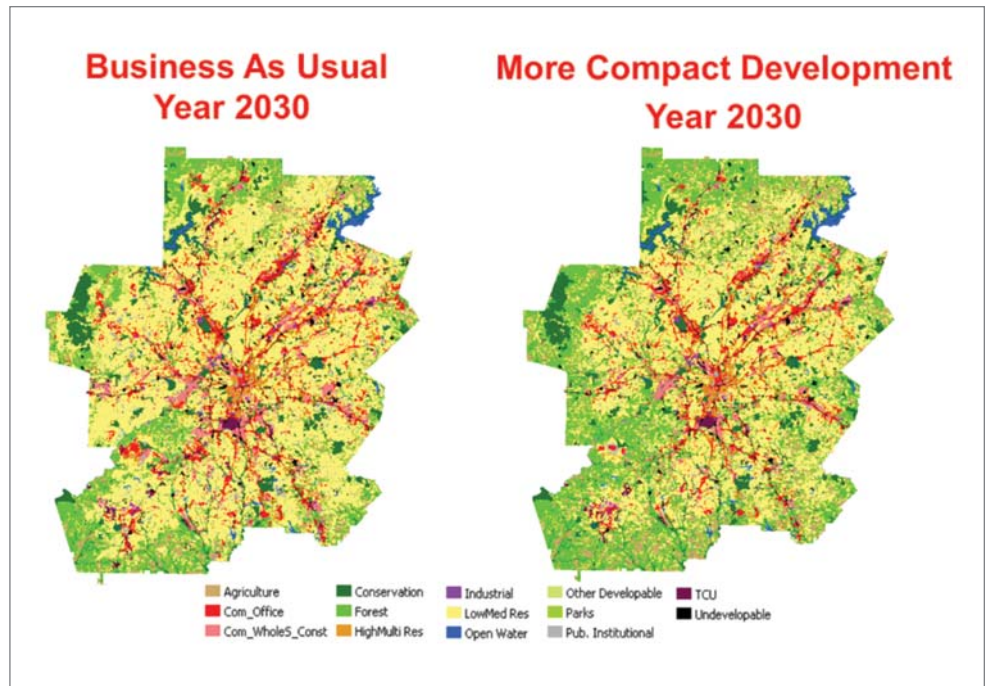 Business As Usual
Year 2030
More Compact Development
Year 2030
Agriculture
Com_Office
Com_WholeS_Const
Conservation
Forest
HighMulti Res
Industrial
LowMed Res
Open Water
Other Developable
Parks
Pub. Institutional
TCU
Undevelopable